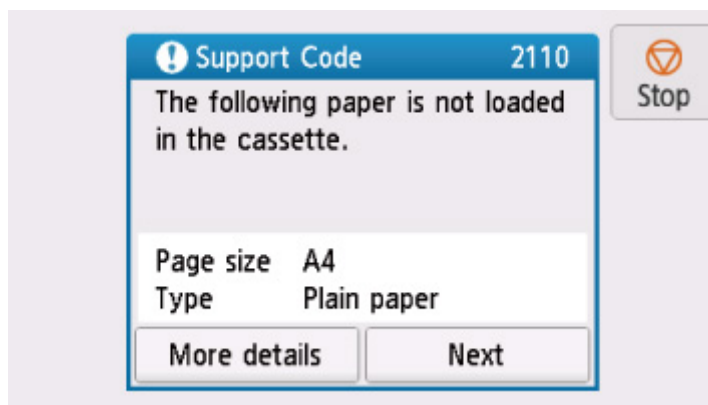 Support Code 2110
Stop
The following paper is not loaded
in the cassette.
Page size A4
Type Plain paper
More details Next